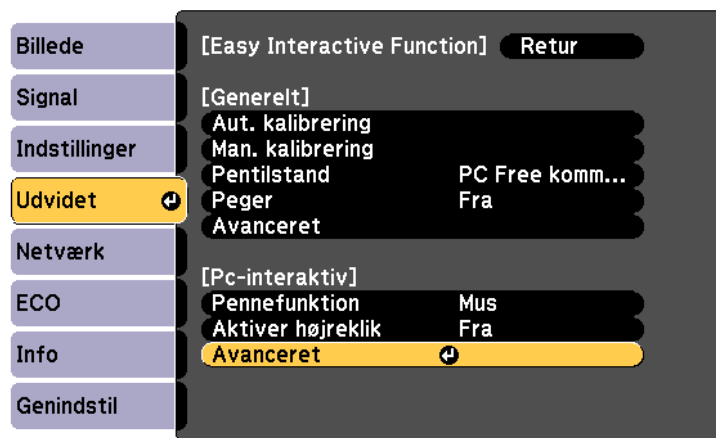 Billede
Signal
Indstillinger
Udvidet
Netværk
ECO
Info
Genindstil
[Easy Interactive Function] Retur
[Generelt]
Aut. kalibrering
Man. kalibrering
Pentilstand PC Free komm...
Peger Fra
Avanceret
[Pc-interaktiv]
Pennefunktion Mus
Aktiver højreklik Fra
Avanceret